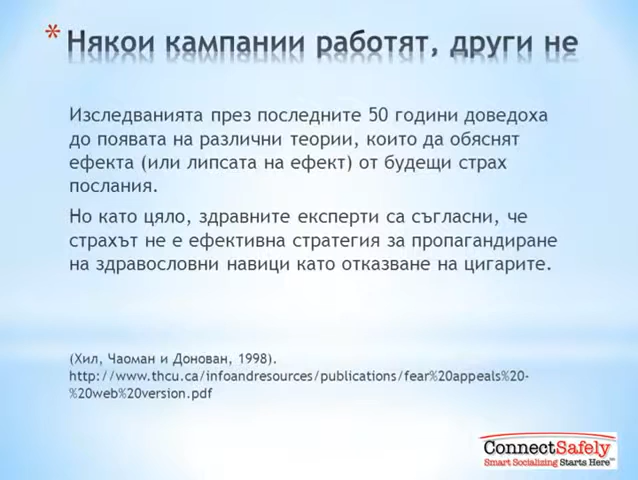 * Някои кампании работят, други не
Изследванията през последните 50 години доведоха
до появата на различни теории, които да обяснят
ефекта (или липсата на ефект) от будещи страх
послания.
Но като цяло, здравните експерти са съгласни, че
страхът не е ефективна стратегия за пропагандиране
на здравословни навици като отказване на цигарите.
(Хил, Чаоман и Донован, 1998).
http://www.thcu.ca/infoandresources/publications/fear%20appeals%20-
%20web%20version.pdf
ConnectSafely
Smart Socializing Starts Here™